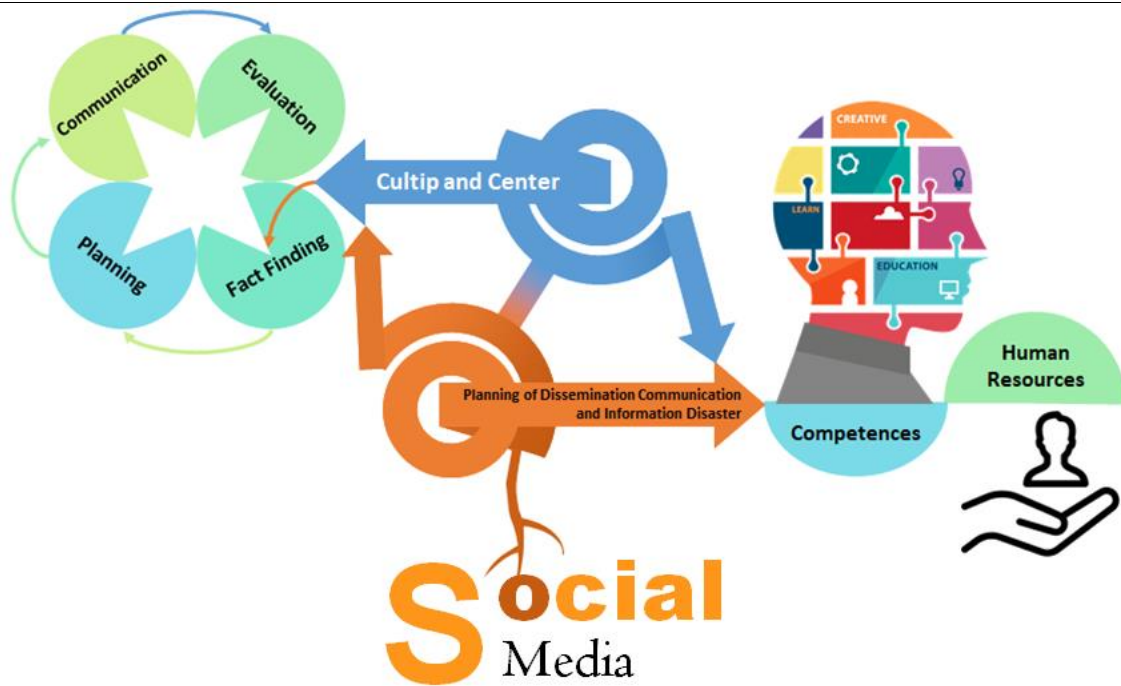 Communication
Evaluation
Planning
Fact Finding
Cultip and Center
Planning of Dissemination Communication
and Information Disaster
CREATIVE
LEARN
EDUCATION
Competences
Human
Resources
Social
Media